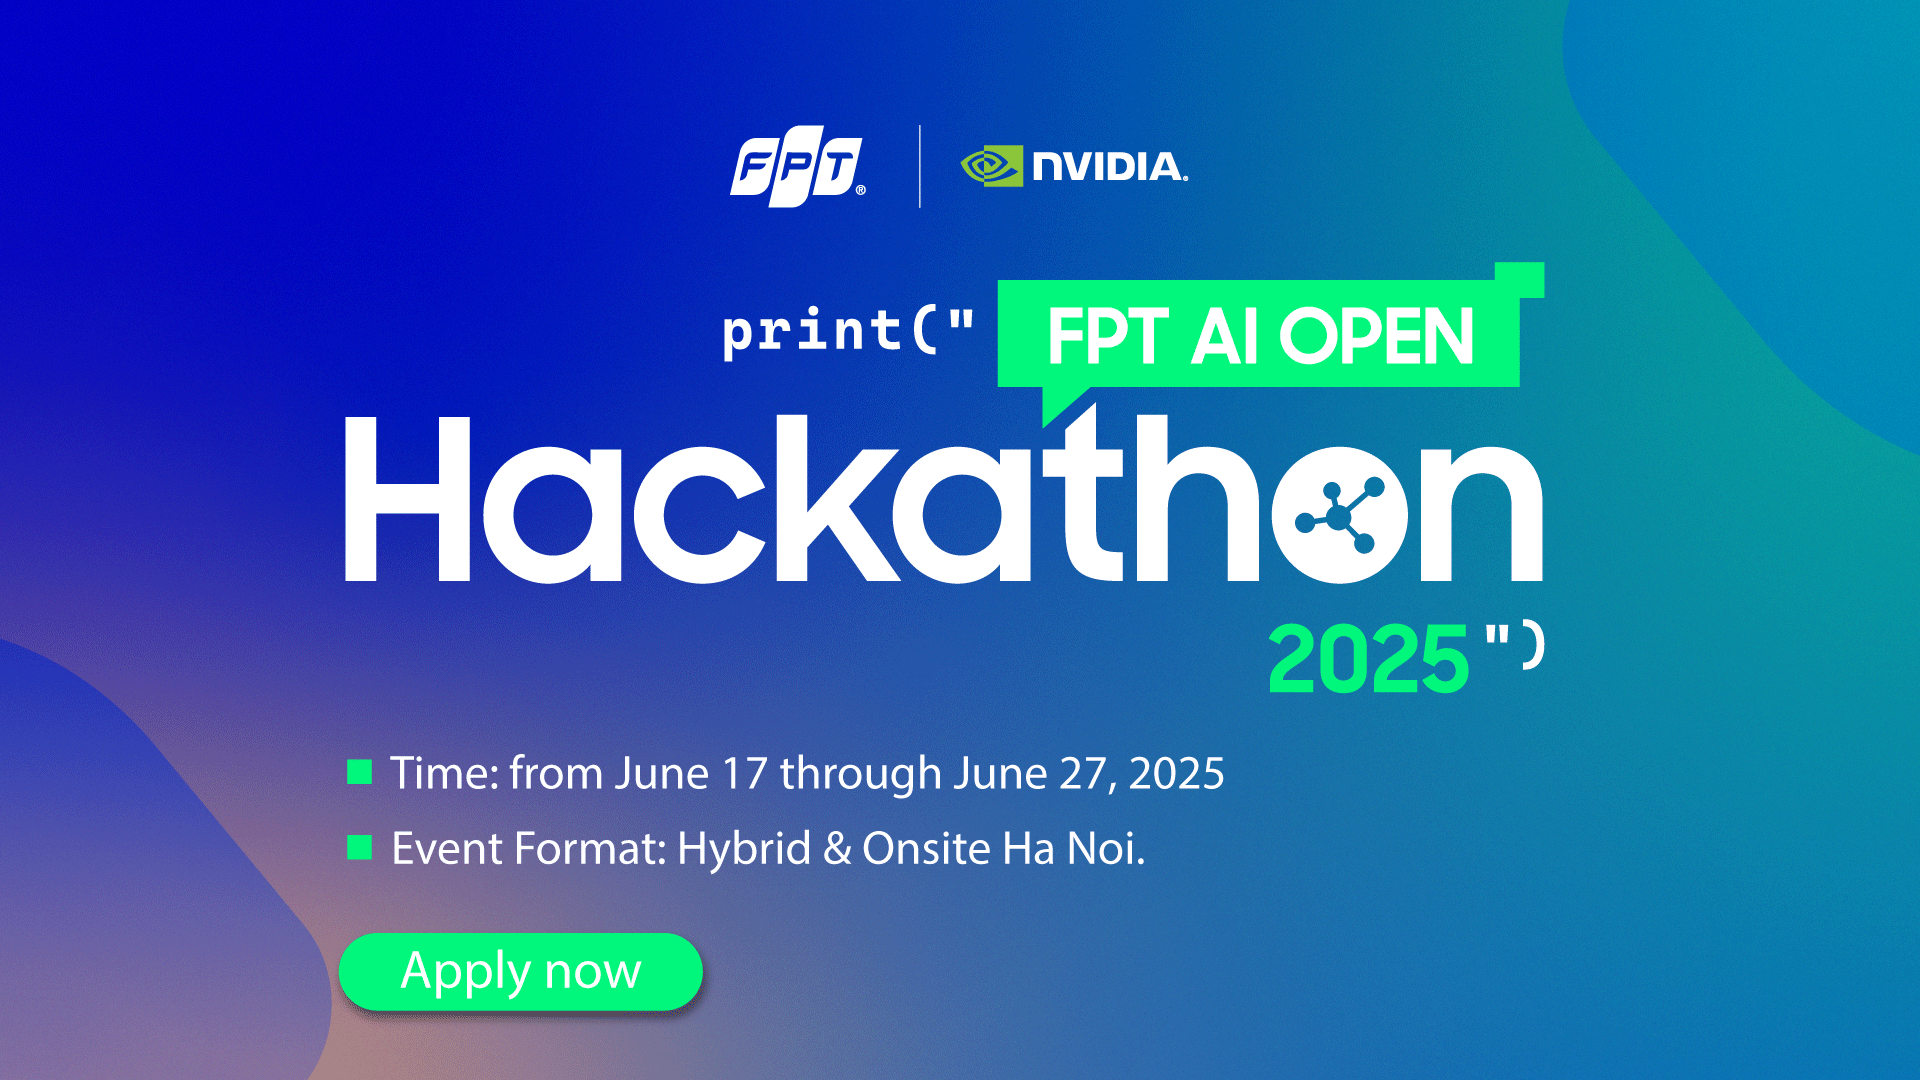 FPT® NVIDIA.
print(" FPT AI OPEN
Hackathon
2025")
Time: from June 17 through June 27, 2025
Event Format: Hybrid & Onsite Ha Noi.
Apply now